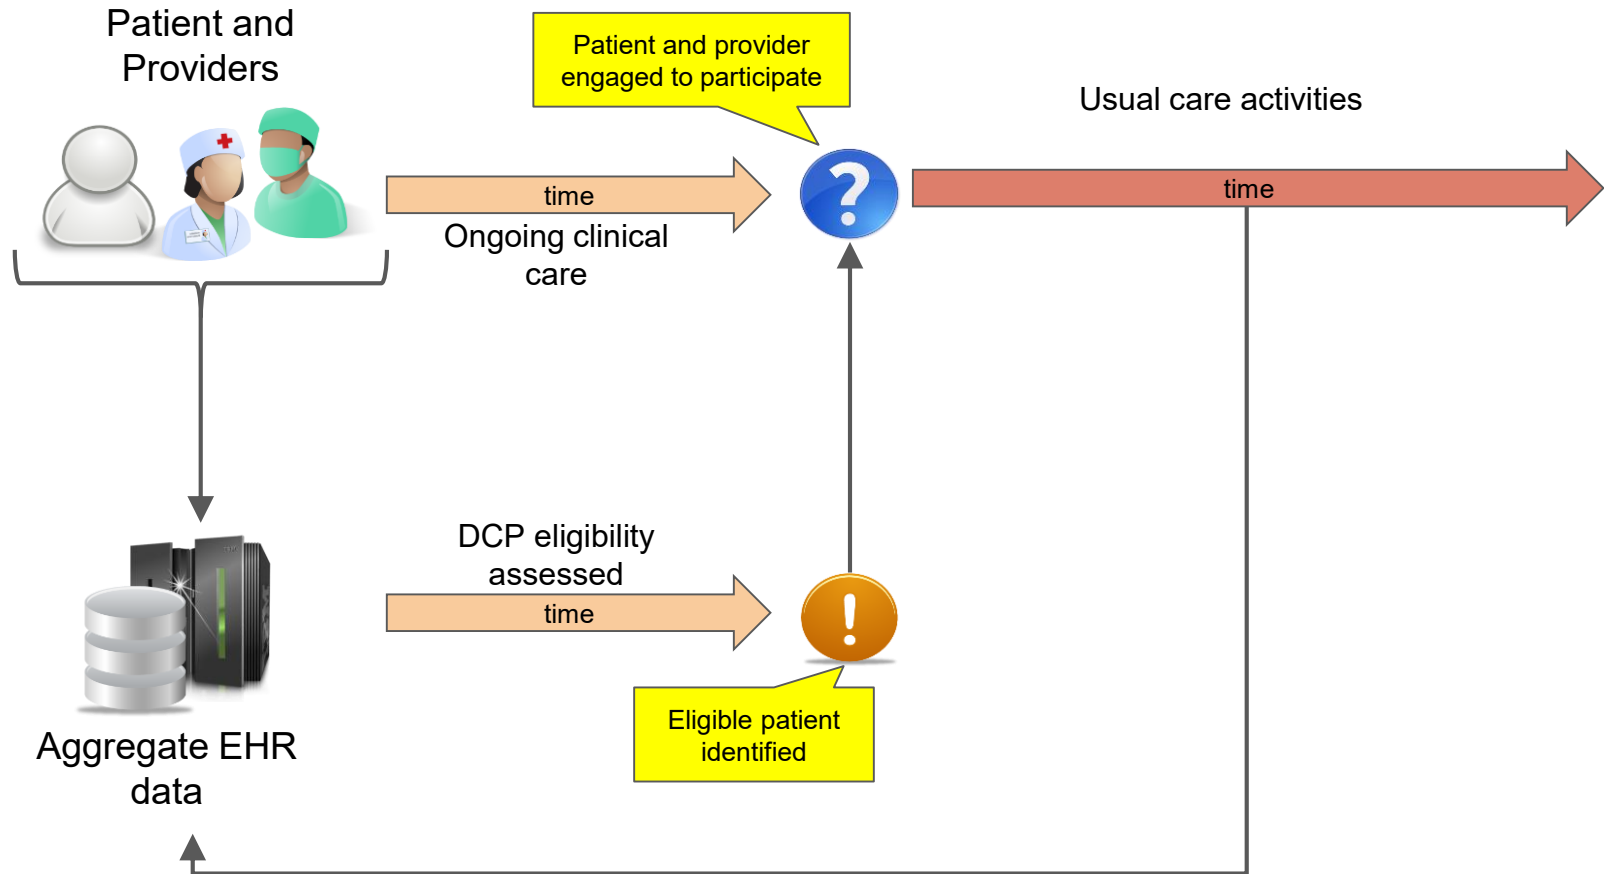 Patient and
Providers
Patient and provider
engaged to participate
Usual care activities
time
time
Ongoing clinical
care
DCP eligibility
assessed
time
Eligible patient
identified
Aggregate EHR
data